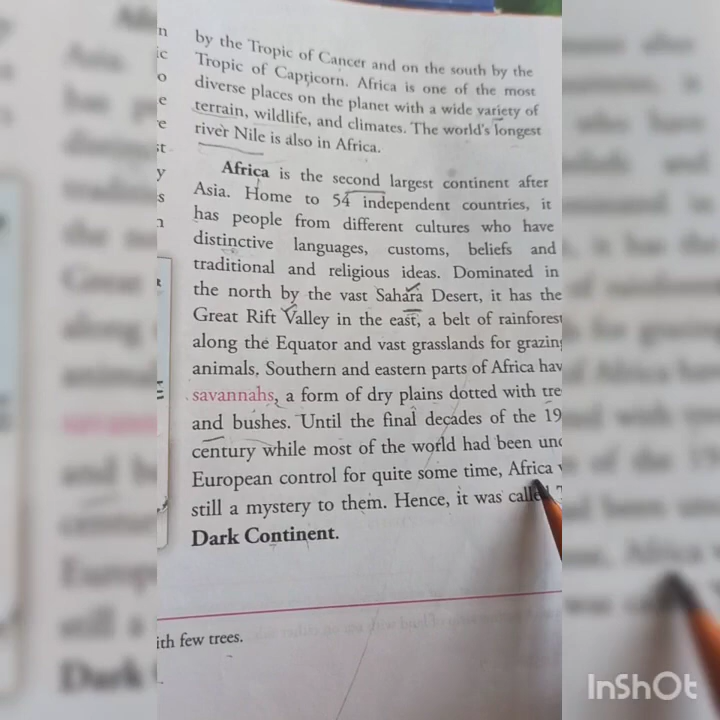 by the Tropic of Cancer and on the south by the
Tropic of Capricorn. Africa is one of the most
diverse places on the planet with a wide variety of
terrain, wildlife, and climates. The world's longest
river Nile is also in Africa.
Africa is the second largest continent after
Asia. Home to 54 independent countries, it
has people from different cultures who have
distinctive languages, customs, beliefs and
traditional and religious ideas. Dominated in
the north by the vast Sahara Desert, it has the
Great Rift Valley in the east, a belt of rainforest
along the Equator and vast grasslands for grazin
animals. Southern and eastern parts of Africa hav
savannahs, a form of dry plains dotted with tre
and bushes. Until the final decades of the 19
century while most of the world had been und
European control for quite some time, Africa
still a mystery to them. Hence, it was called
Dark Continent.
ith few trees.
InShOt